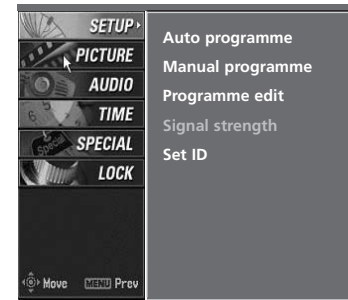 SETUP
PICTURE
AUDIO
TIME
SPECIAL
LOCK
Move MENU Prev
Auto programme
Manual programme
Programme edit
Signal strength
Set ID